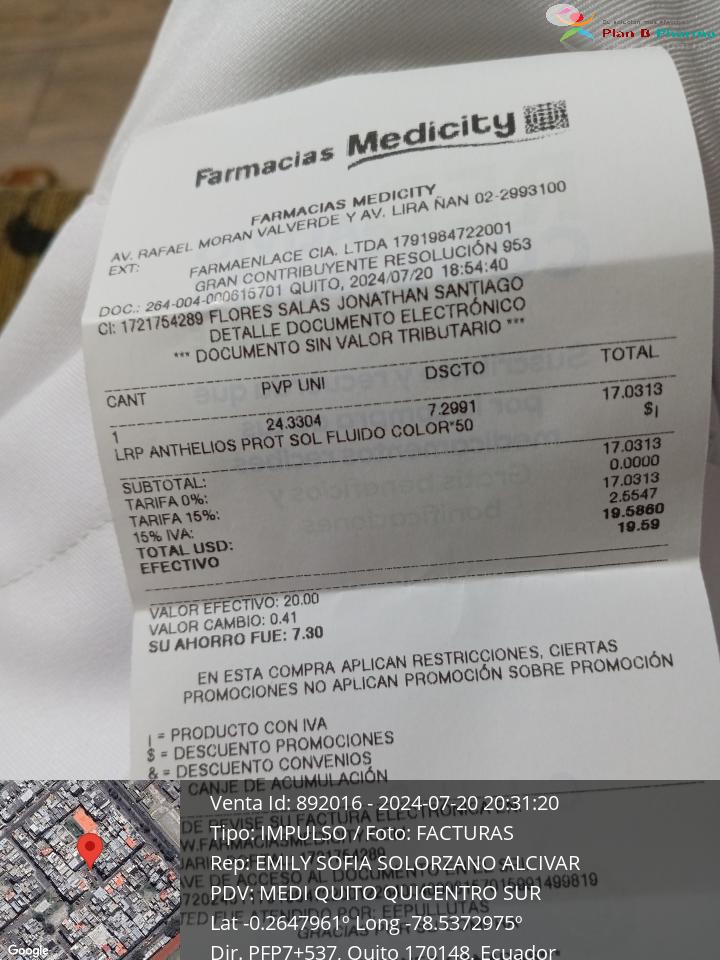 Plan B Pharma
Farmacias Medicity
FARMACIAS MEDICITY
AV. RAFAEL MORAN VALVERDE Y AV. LIRA ÑAN 02-2993100
EXT:
FARMAENLACE CIA. LTDA 1791984722001
GRAN CONTRIBUYENTE RESOLUCIÓN 953
DOC.: 264-004-000615701 QUITO, 2024/07/20 18:54:40
CI: 1721754289 FLORES SALAS JONATHAN SANTIAGO
DETALLE DOCUMENTO ELECTRÓNICO
*** DOCUMENTO SIN VALOR TRIBUTARIO ***
CANT PVP UNI DSCTO TOTAL
1 24.3304 7.2991 17.0313
LRP ANTHELIOS PROT SOL FLUIDO COLOR*50 $|
SUBTOTAL: 17.0313
TARIFA 0%: 0.0000
TARIFA 15%: 17.0313
15% IVA: 2.5547
TOTAL USD: 19.5860
EFECTIVO 19.59
VALOR EFECTIVO: 20.00
VALOR CAMBIO: 0.41
SU AHORRO FUE: 7.30
EN ESTA COMPRA APLICAN RESTRICCIONES, CIERTAS
PROMOCIONES NO APLICAN PROMOCIÓN SOBRE PROMOCIÓN
| = PRODUCTO CON IVA
$ = DESCUENTO PROMOCIONES
& = DESCUENTO CONVENIOS
CANJE DE ACUMULACIÓN
Venta Id: 892016 - 2024-07-20 20:31:20
Tipo: IMPULSO / Foto: FACTURAS
Rep: EMILY SOFIA SOLORZANO ALCIVAR
PDV: MEDI QUITO QUICENTRO SUR
Lat -0.2647961º Long -78.5372975º
Dir. PFP7+537, Quito 170148, Ecuador
Google